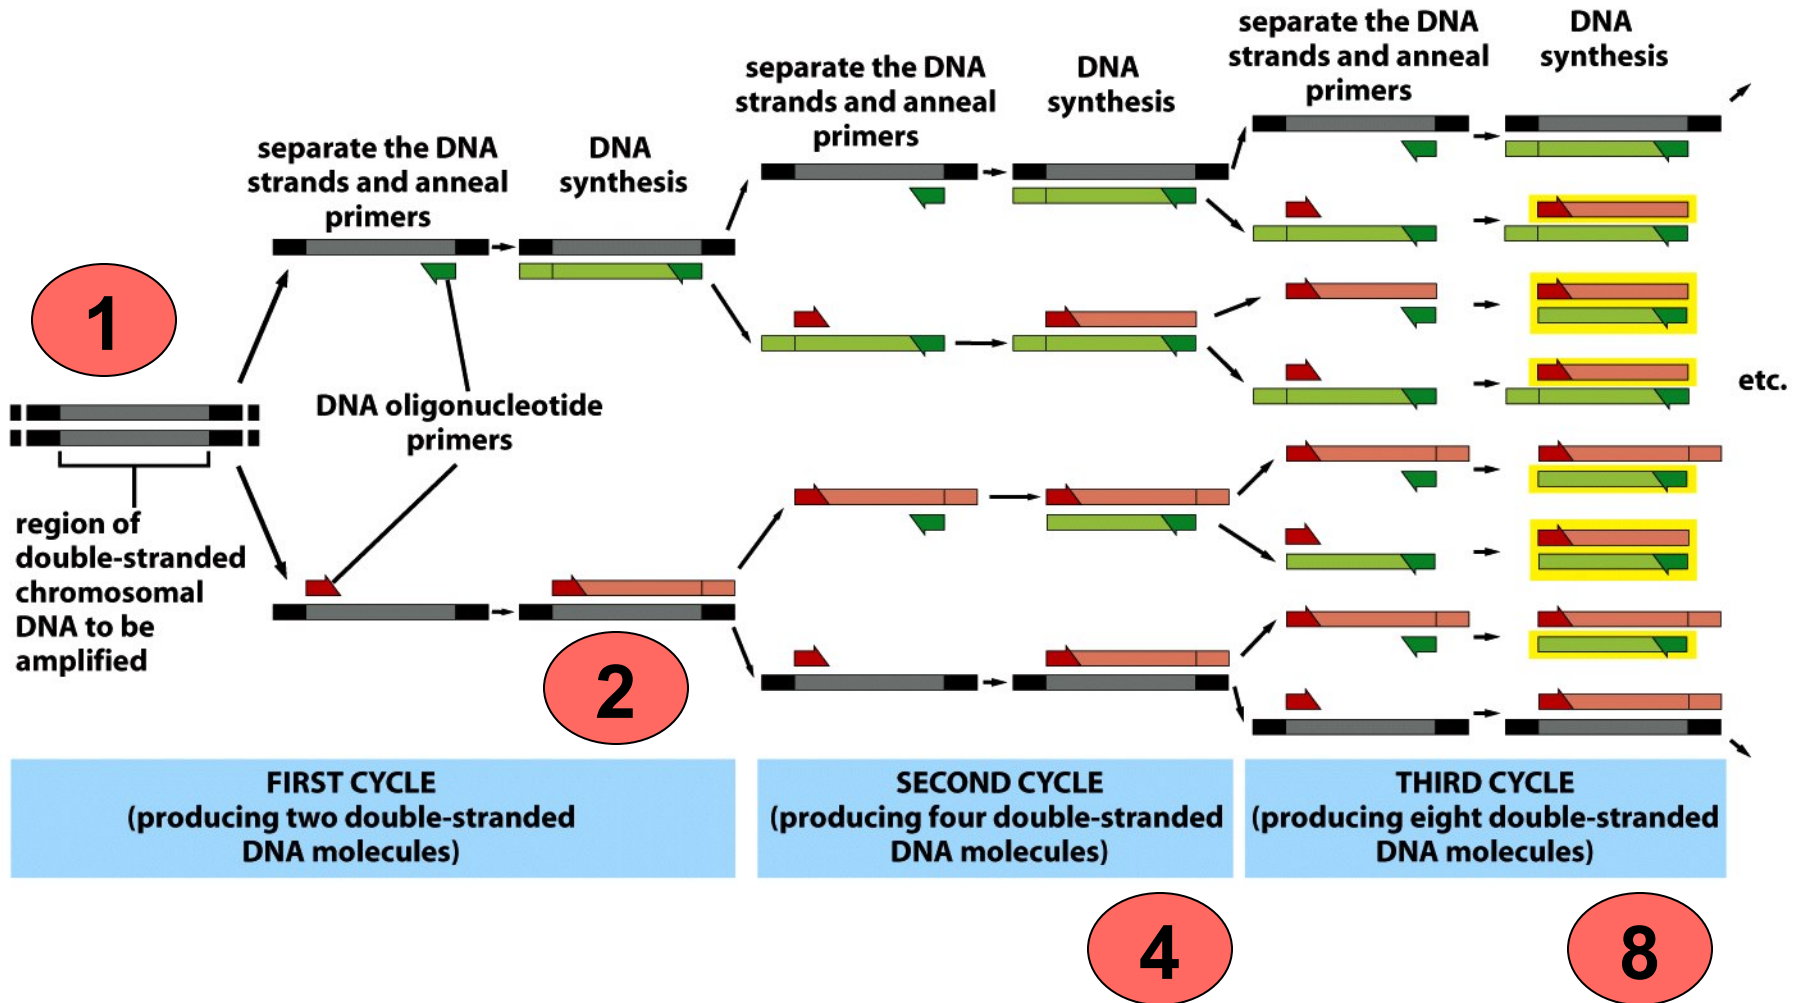 separate the DNA
strands and anneal
primers
DNA
synthesis
separate the DNA
strands and anneal
primers
DNA
synthesis
separate the DNA
strands and anneal
primers
DNA
synthesis
1
DNA oligonucleotide
primers
etc.
region of
double-stranded
chromosomal
DNA to be
amplified
2
FIRST CYCLE
(producing two double-stranded
DNA molecules)
SECOND CYCLE
(producing four double-stranded
DNA molecules)
THIRD CYCLE
(producing eight double-stranded
DNA molecules)
4
8